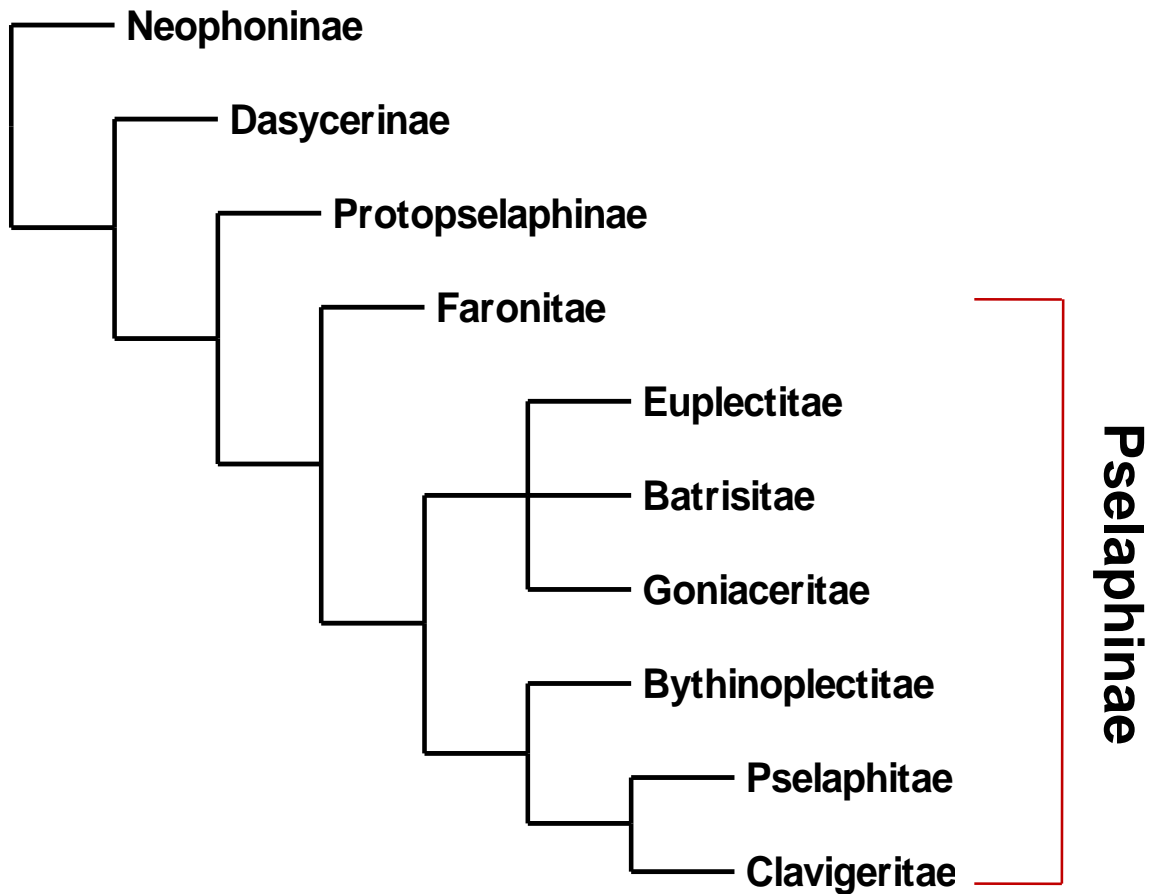 Neophoninae
Dasycerinae
Protopselaphinae
Faronitae
Euplectitae
Batrisitae
Goniaceritae
Bythinoplectitae
Pselaphitae
Clavigeritae
Pselaphinae